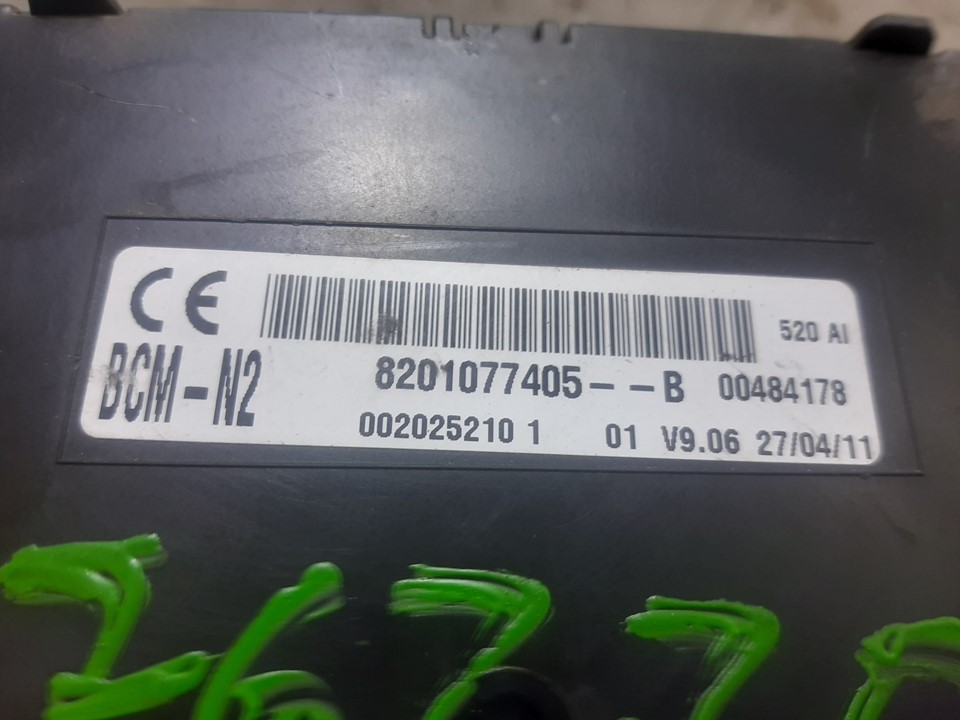 CE
520 AI
BCM-N2 8201077405--B 00484178
002025210 1 01 V9.06 27/04/11